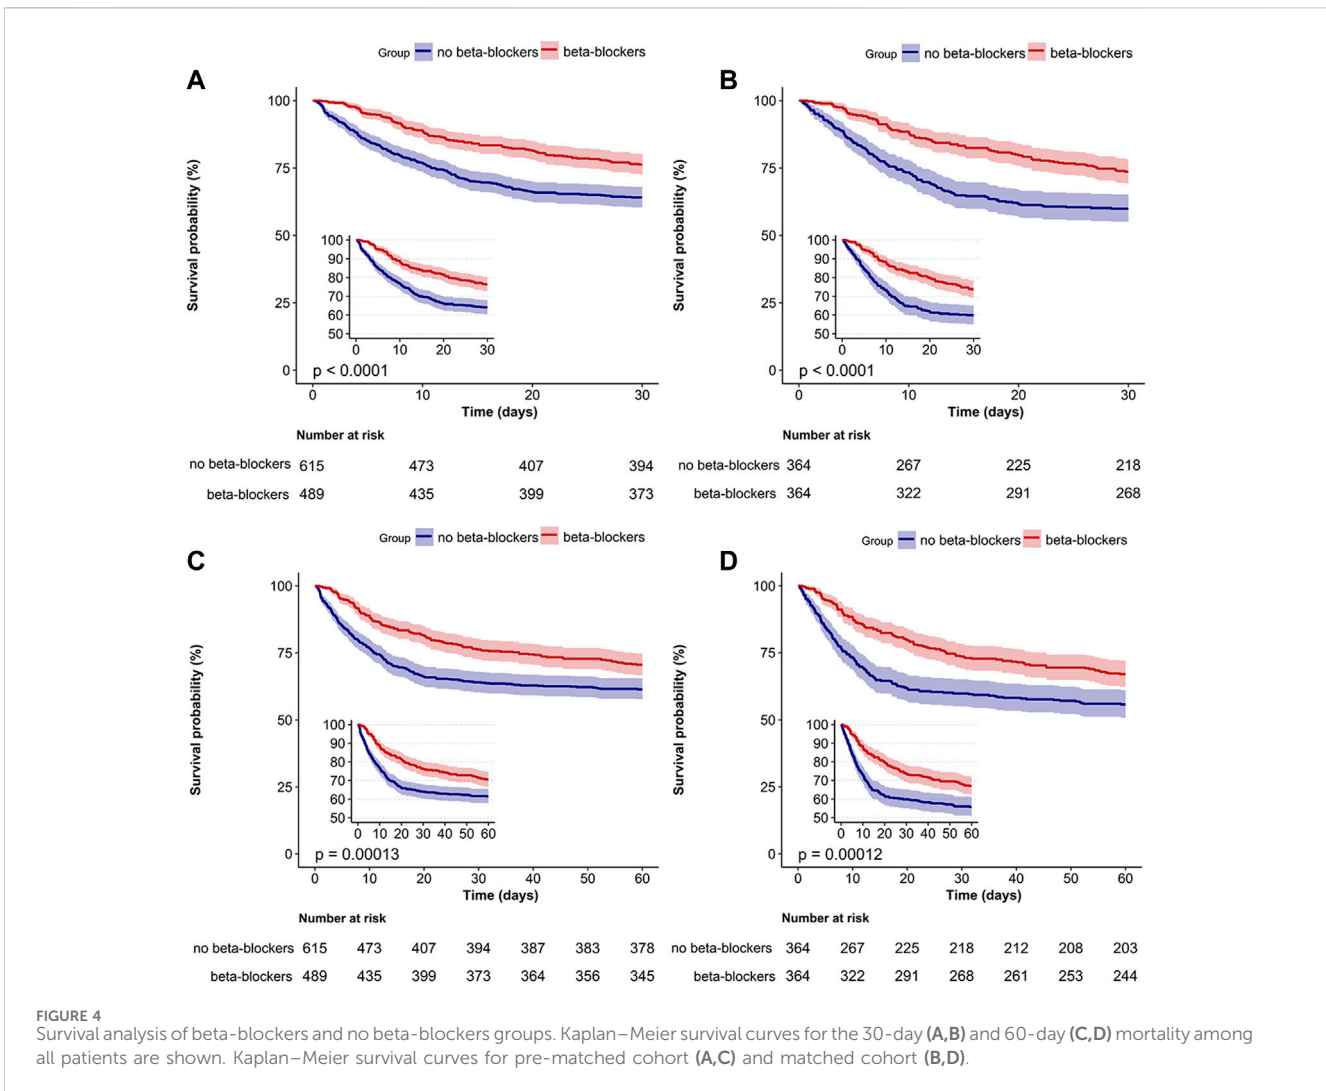 Group no beta-blockers beta-blockers
A
Survival probability (%)
100
75
50
25
0
100
90
80
70
60
50
0 10 20 30
p < 0.0001
0 10 20 30
Time (days)
Number at risk
no beta-blockers 615 473 407 394
beta-blockers 489 435 399 373
Group no beta-blockers beta-blockers
B
Survival probability (%)
100
75
50
25
0
100
90
80
70
60
50
0 10 20 30
p < 0.0001
0 10 20 30
Time (days)
Number at risk
no beta-blockers 364 267 225 218
beta-blockers 364 322 291 268
Group no beta-blockers beta-blockers
C
Survival probability (%)
100
75
50
25
0
100
90
80
70
60
50
0 10 20 30 40 50 60
p = 0.00013
0 10 20 30 40 50 60
Time (days)
Number at risk
no beta-blockers 615 473 407 394 387 383 378
beta-blockers 489 435 399 373 364 356 345
Group no beta-blockers beta-blockers
D
Survival probability (%)
100
75
50
25
0
100
90
80
70
60
50
0 10 20 30 40 50 60
p = 0.00012
0 10 20 30 40 50 60
Time (days)
Number at risk
no beta-blockers 364 267 225 218 212 208 203
beta-blockers 364 322 291 268 261 253 244
FIGURE 4
Survival analysis of beta-blockers and no beta-blockers groups. Kaplan–Meier survival curves for the 30-day (A,B) and 60-day (C,D) mortality among
all patients are shown. Kaplan–Meier survival curves for pre-matched cohort (A,C) and matched cohort (B,D).